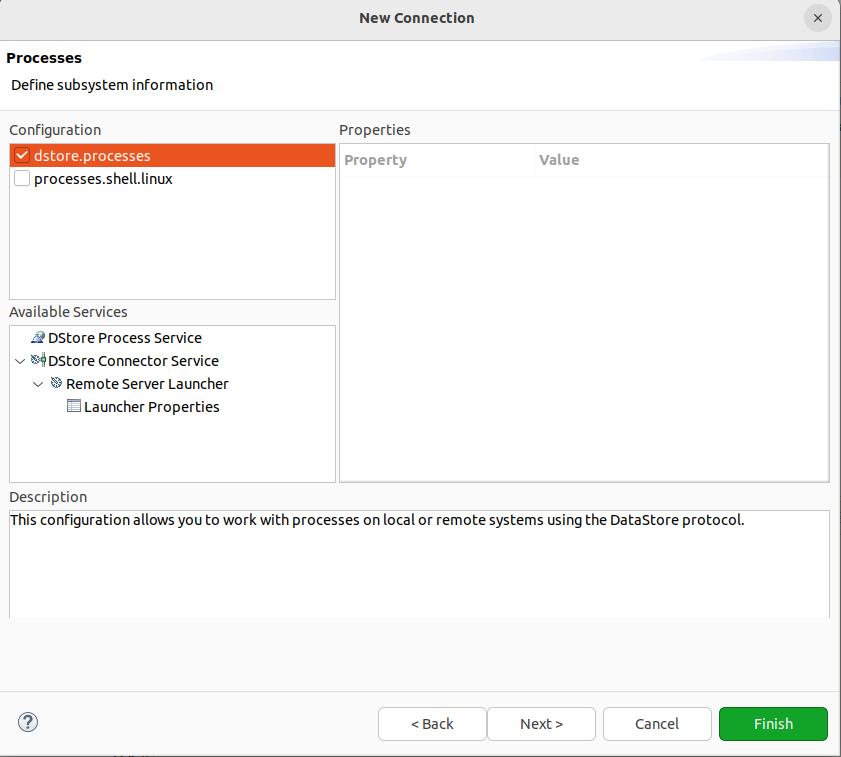 New Connection
Processes
Define subsystem information
Configuration
dstore.processes
processes.shell.linux
Properties
Property Value
Available Services
DStore Process Service
DStore Connector Service
Remote Server Launcher
Launcher Properties
Description
This configuration allows you to work with processes on local or remote systems using the DataStore protocol.
?
< Back Next > Cancel Finish